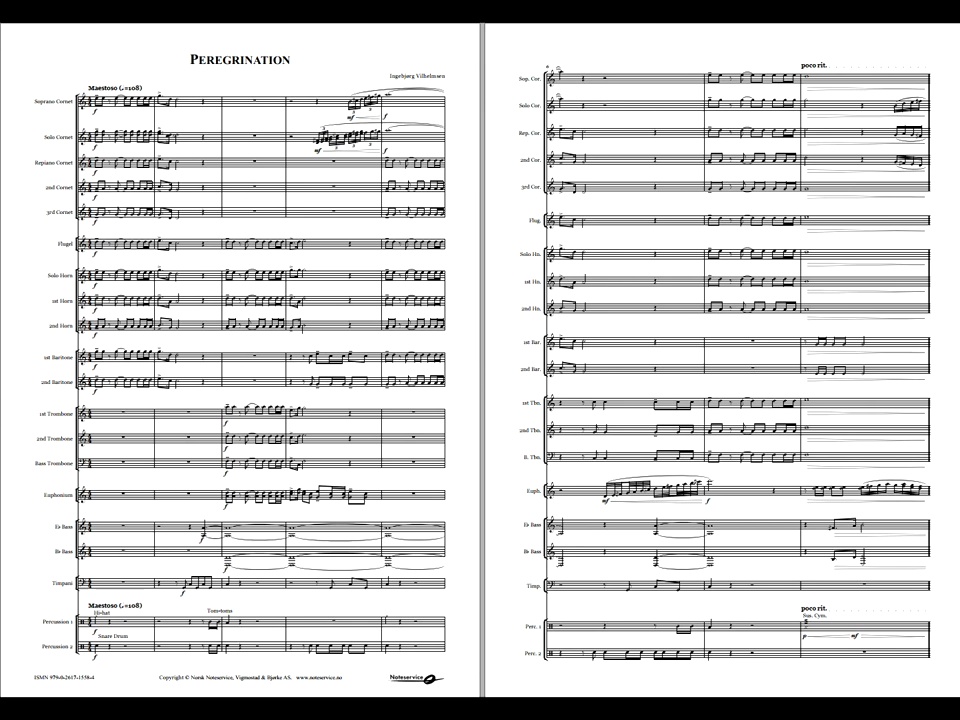 PEREGRINATION
Ingebjørg Vilhelmsen
Maestoso (♩=108)
Soprano Cornet
Solo Cornet
Repiano Cornet
2nd Cornet
3rd Cornet
Flugel
Solo Horn
1st Horn
2nd Horn
1st Baritone
2nd Baritone
1st Trombone
2nd Trombone
Bass Trombone
Euphonium
E♭ Bass
B♭ Bass
Timpani
Maestoso (♩=108)
Hi-hat
Tom-toms
Percussion 1
Snare Drum
Percussion 2
ISMN 979-0-2617-1558-4
Copyright © Norsk Noteservice, Vigmostad & Bjørke AS. www.noteservice.no
Noteservice
poco rit.
Sop. Cor.
Solo Cor.
Rep. Cor.
2nd Cor.
3rd Cor.
Flug.
Solo Hn.
1st Hn.
2nd Hn.
1st Bar.
2nd Bar.
1st Tbn.
2nd Tbn.
B. Tbn.
Euph.
mf
f
E♭ Bass
B♭ Bass
Timp.
poco rit.
Sus. Cym.
Perc. 1
p
mf
Perc. 2